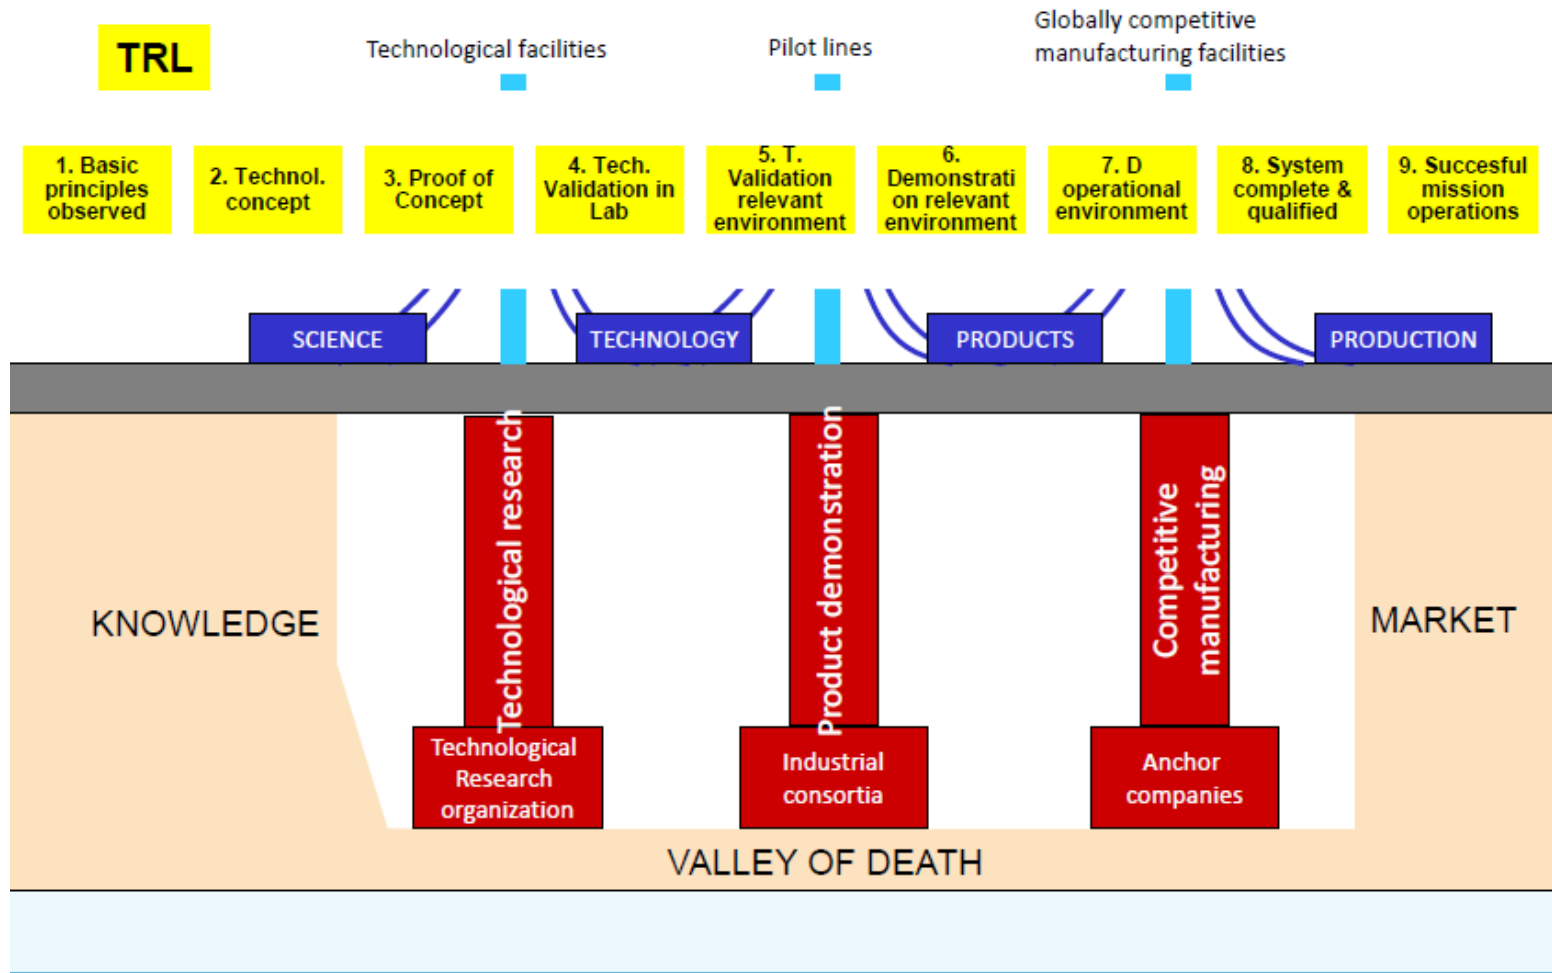 TRL
Technological facilities
Pilot lines
Globally competitive
manufacturing facilities
1. Basic
principles
observed
2. Technol.
concept
3. Proof of
Concept
4. Tech.
Validation in
Lab
5. T.
Validation
relevant
environment
6.
Demonstrati
on relevant
environment
7. D
operational
environment
8. System
complete &
qualified
9. Succesful
mission
operations
SCIENCE
TECHNOLOGY
PRODUCTS
PRODUCTION
KNOWLEDGE
Technological research
Product demonstration
Competitive
manufacturing
MARKET
Technological
Research
organization
Industrial
consortia
Anchor
companies
VALLEY OF DEATH